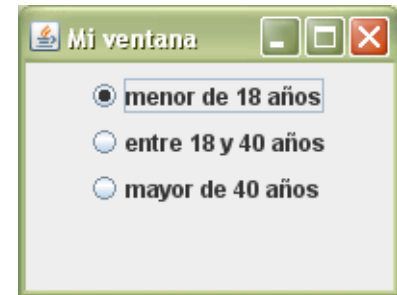 Mi ventana
menor de 18 años
entre 18 y 40 años
mayor de 40 años